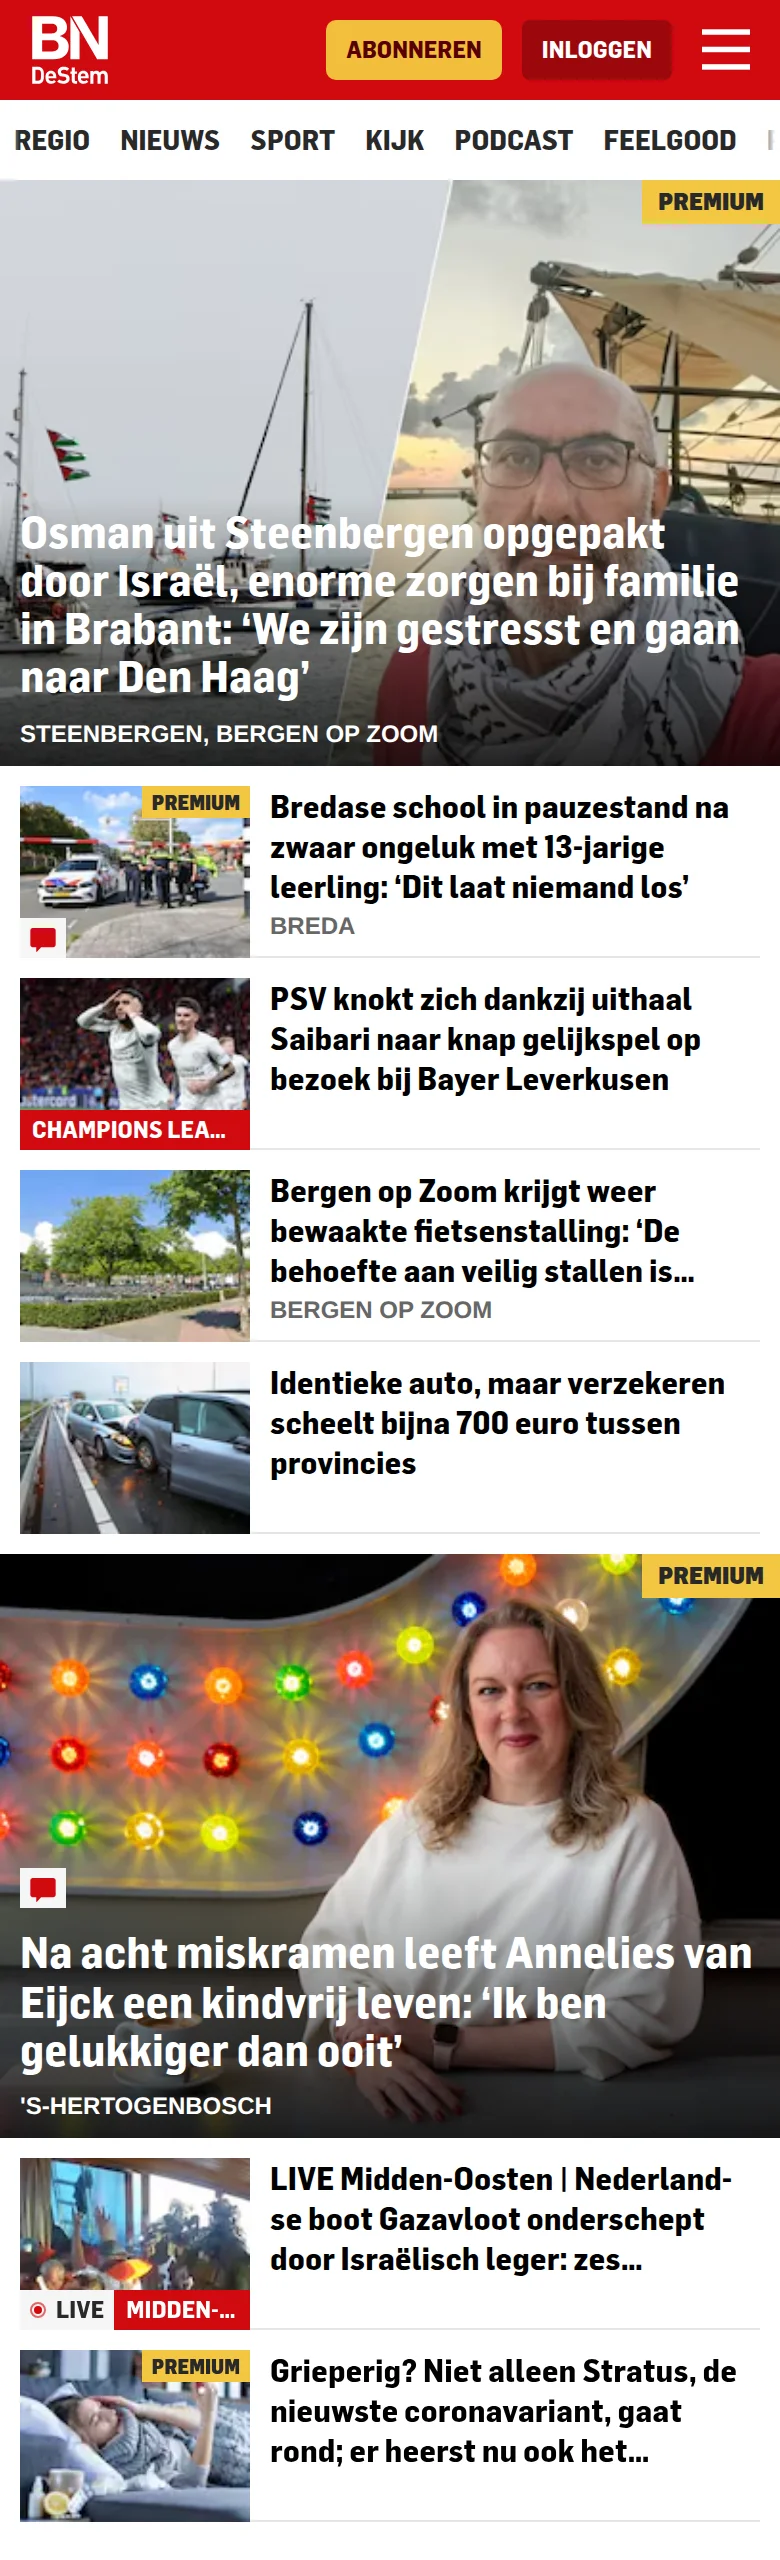 BN
DeStem
ABONNEREN
INLOGGEN
REGIO NIEUWS SPORT KIJK PODCAST FEELGOOD
PREMIUM
Osman uit Steenbergen opgepakt
door Israël, enorme zorgen bij familie
in Brabant: ‘We zijn gestresst en gaan
naar Den Haag’
STEENBERGEN, BERGEN OP ZOOM
PREMIUM
Bredase school in pauzestand na
zwaar ongeluk met 13-jarige
leerling: ‘Dit laat niemand los’
BREDA
CHAMPIONS LEA...
PSV knokt zich dankzij uithaal
Saibari naar knap gelijkspel op
bezoek bij Bayer Leverkusen
Bergen op Zoom krijgt weer
bewaakte fietsenstalling: ‘De
behoefte aan veilig stallen is...
BERGEN OP ZOOM
Identieke auto, maar verzekeren
scheelt bijna 700 euro tussen
provincies
PREMIUM
Na acht miskramen leeft Annelies van
Eijck een kindvrij leven: ‘Ik ben
gelukkiger dan ooit’
'S-HERTOGENBOSCH
LIVE MIDDEN-...
LIVE Midden-Oosten | Nederland-
se boot Gazavloot onderschept
door Israëlisch leger: zes...
PREMIUM
Grieperig? Niet alleen Stratus, de
nieuwste coronavariant, gaat
rond; er heerst nu ook het...